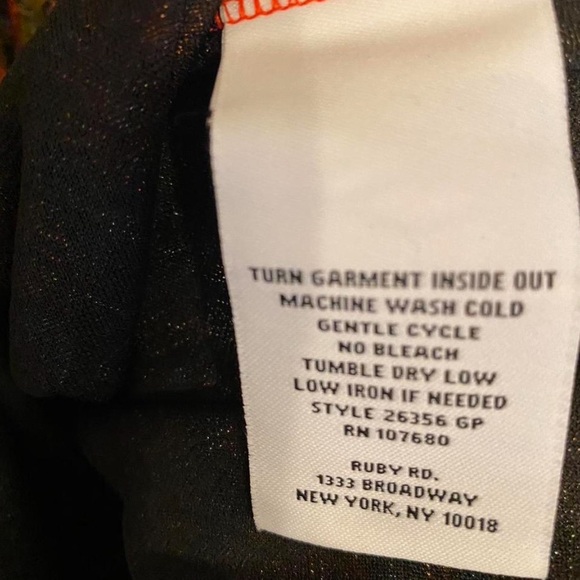 TURN GARMENT INSIDE OUT
MACHINE WASH COLD
GENTLE CYCLE
NO BLEACH
TUMBLE DRY LOW
LOW IRON IF NEEDED
STYLE 26356 GP
RN 107680
RUBY RD.
1333 BROADWAY
NEW YORK, NY 10018